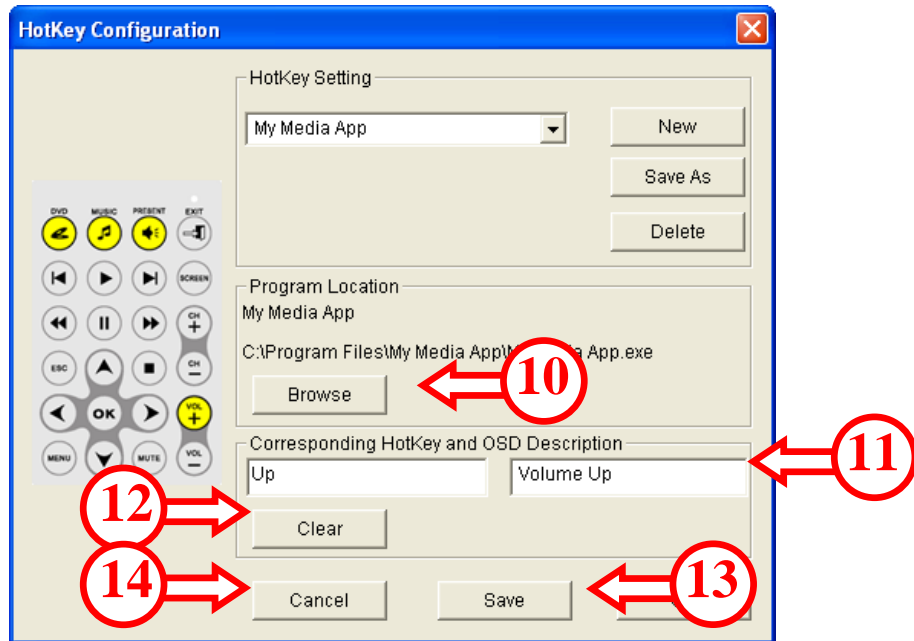 HotKey Configuration
HotKey Setting
My Media App
New
Save As
Delete
DVD MUSIC PRESENT EXIT
SCREEN
CH
+
ESC
CH
OK
VOL
+
MENU
MUTE
VOL
Program Location
My Media App
C:\Program Files\My Media App\ App.exe
10
Browse
Corresponding HotKey and OSD Description
11
Up
Volume Up
12
Clear
14
13
Cancel
Save